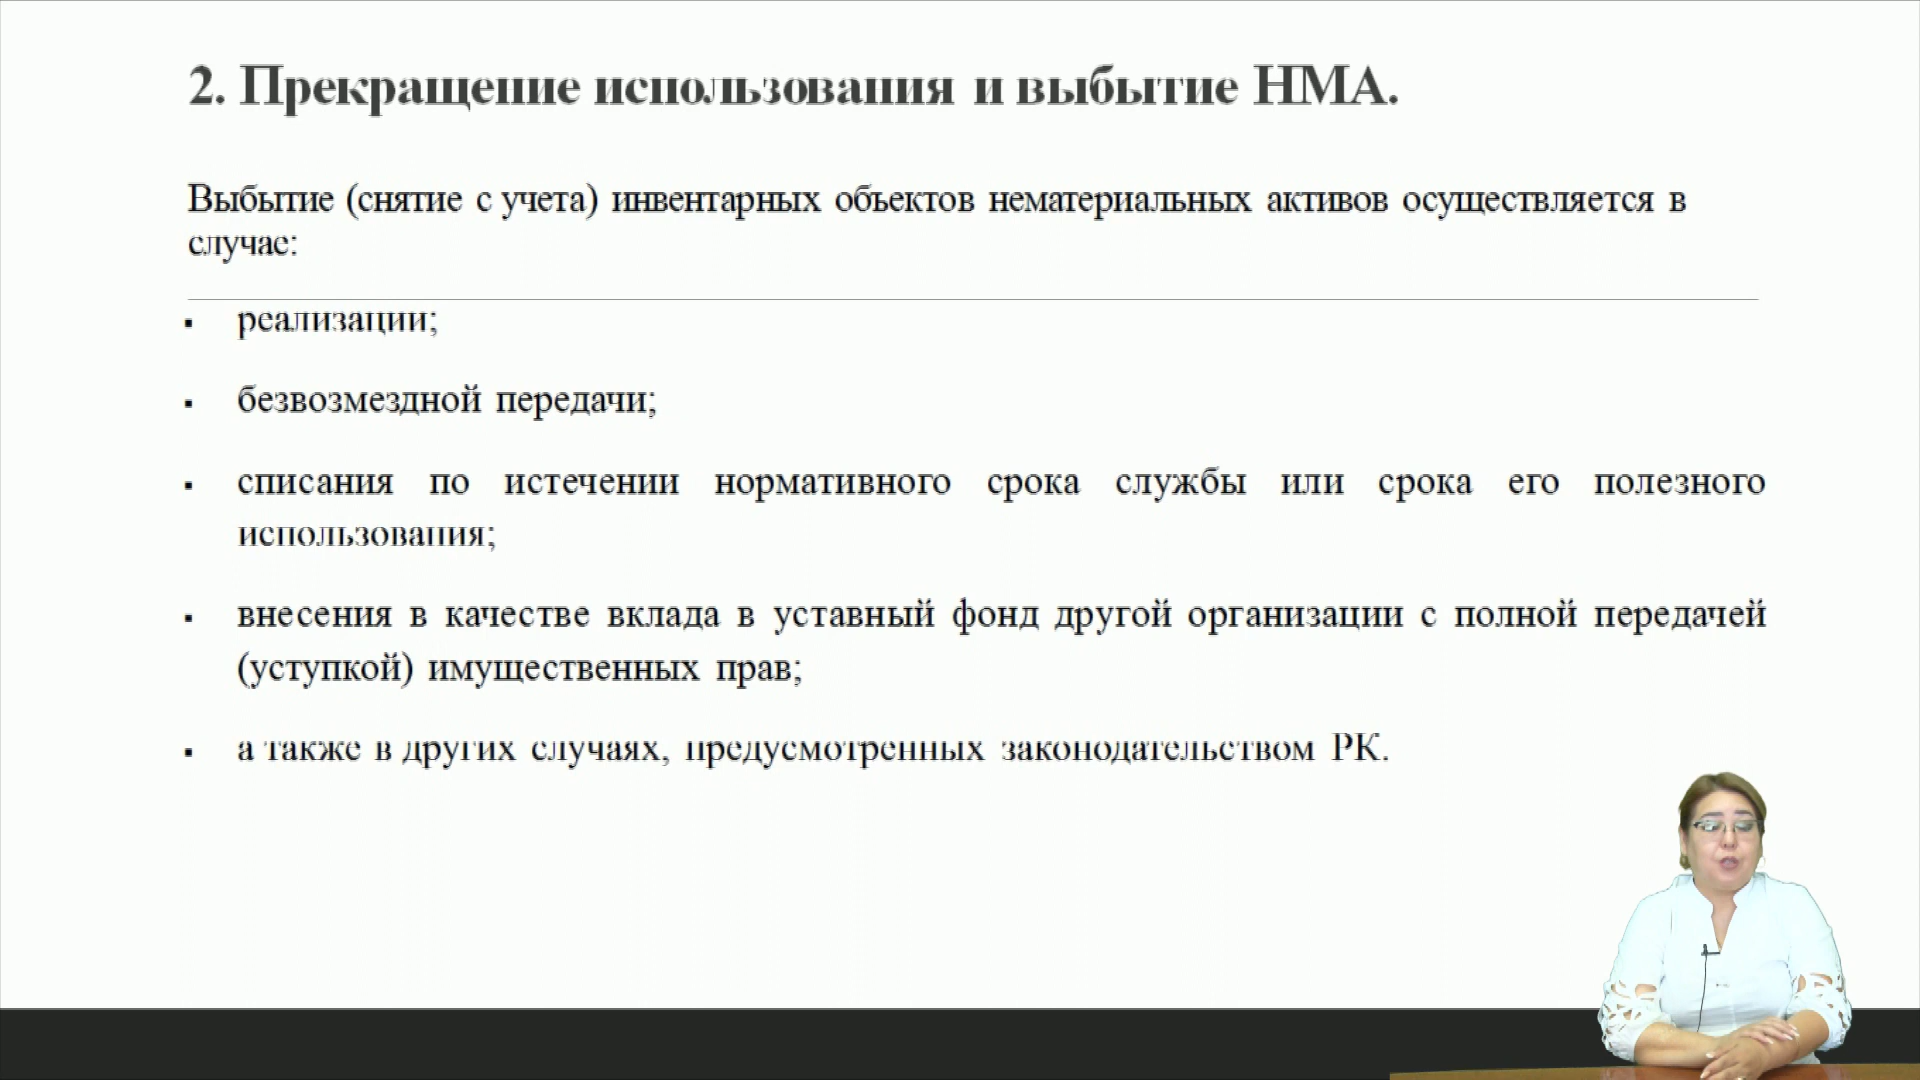 2. Прекращение использования и выбытие НМА.
Выбытие (снятие с учета) инвентарных объектов нематериальных активов осуществляется в
случае:
▪ реализации;
▪ безвозмездной передачи;
▪ списания по истечении нормативного срока службы или срока его полезного
использования;
▪ внесения в качестве вклада в уставный фонд другой организации с полной передачей
(уступкой) имущественных прав;
▪ а также в других случаях, предусмотренных законодательством РК.